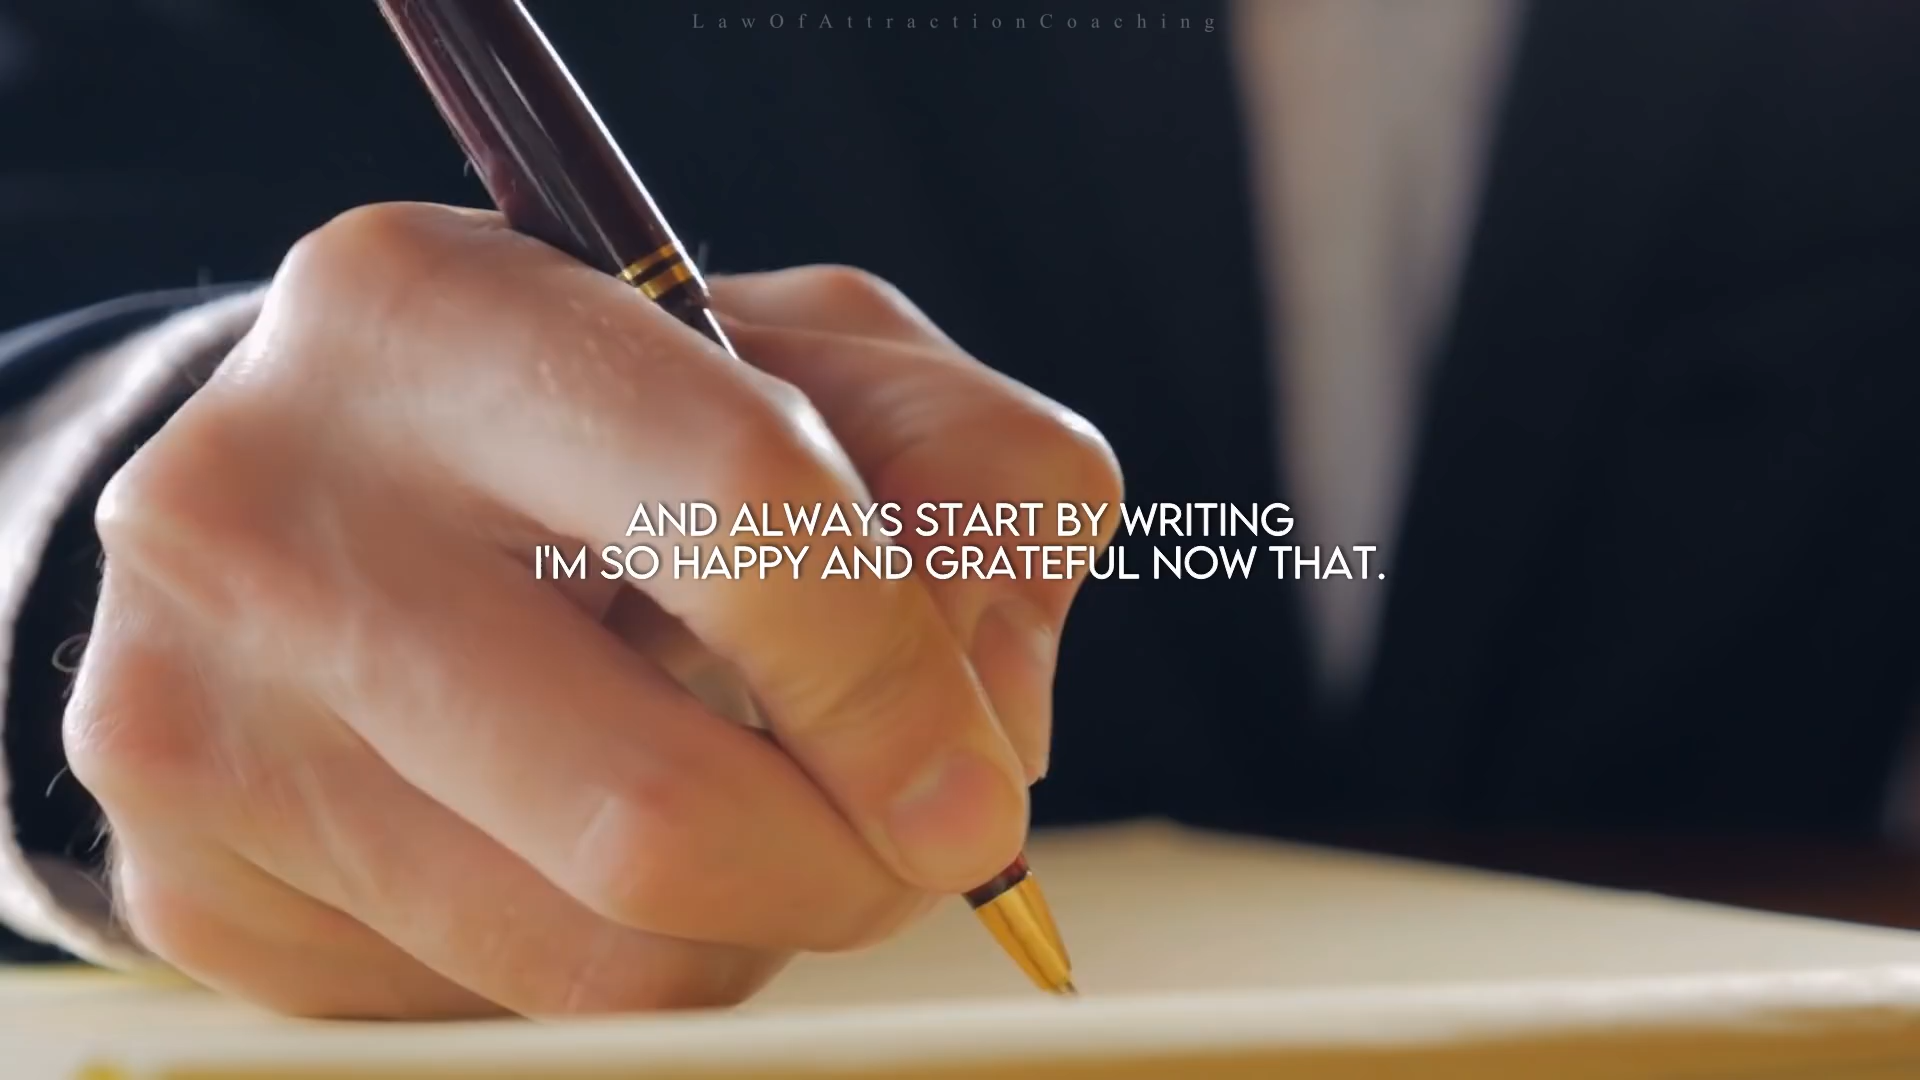 LawOfAttractionCoaching
AND ALWAYS START BY WRITING
I'M SO HAPPY AND GRATEFUL NOW THAT.